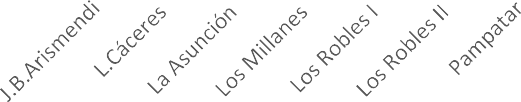 J.B.Arismendi
L.Cáceres
La Asunción
Los Millanes
Los Robles I
Los Robles II
Pampatar